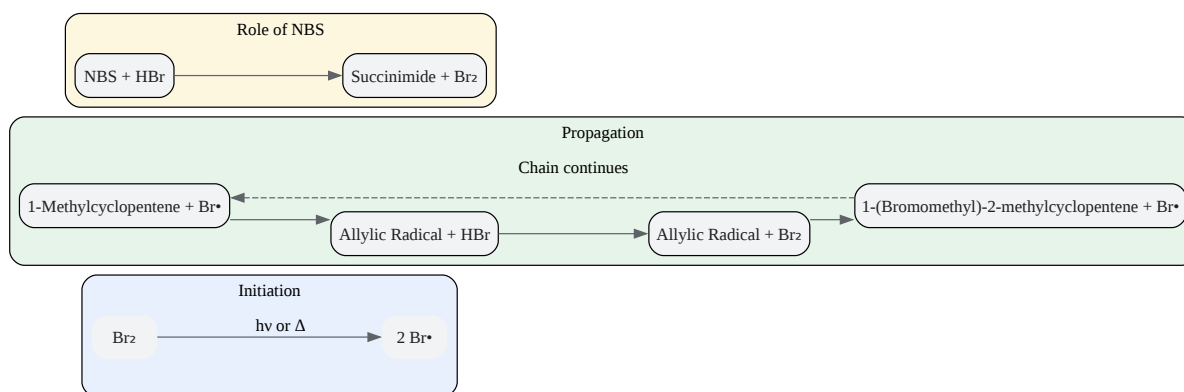 Role of NBS
NBS + HBr
Succinimide + Br₂
Propagation
Chain continues
1-Methylcyclopentene + Br•
1-(Bromomethyl)-2-methylcyclopentene + Br•
Allylic Radical + HBr
Allylic Radical + Br₂
Initiation
hν or Δ
Br₂
2 Br•